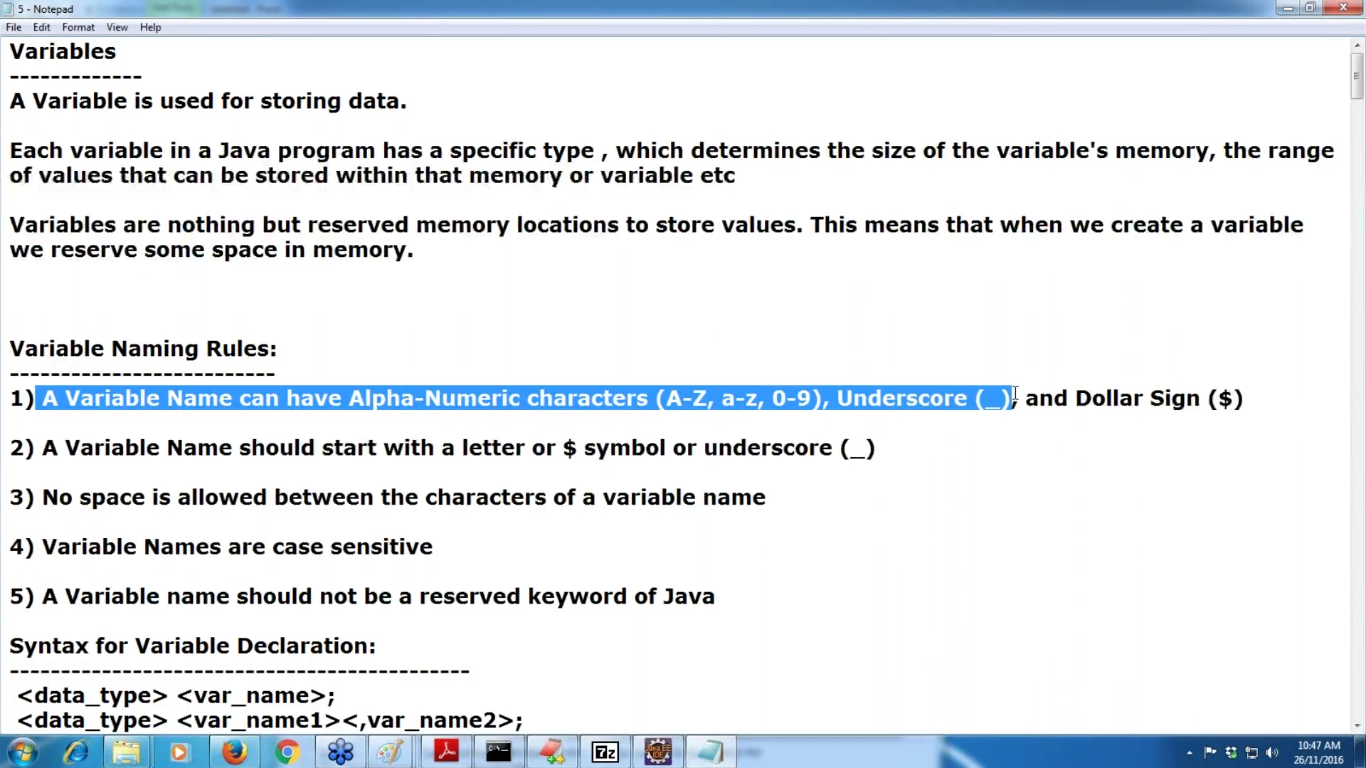 5 - Notepad
File Edit Format View Help
Variables
-------------
A Variable is used for storing data.
Each variable in a Java program has a specific type , which determines the size of the variable's memory, the range
of values that can be stored within that memory or variable etc
Variables are nothing but reserved memory locations to store values. This means that when we create a variable
we reserve some space in memory.
Variable Naming Rules:
--------------------------
1) A Variable Name can have Alpha-Numeric characters (A-Z, a-z, 0-9), Underscore (_), and Dollar Sign ($)
2) A Variable Name should start with a letter or $ symbol or underscore (_)
3) No space is allowed between the characters of a variable name
4) Variable Names are case sensitive
5) A Variable name should not be a reserved keyword of Java
Syntax for Variable Declaration:
---------------------------------------------
<data_type> <var_name>;
<data_type> <var_name1><,var_name2>;
7z
10:47 AM
26/11/2016